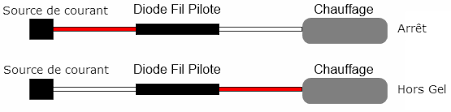 Source de courant Diode Fil Pilote Chauffage
Arrêt
Source de courant Diode Fil Pilote Chauffage
Hors Gel